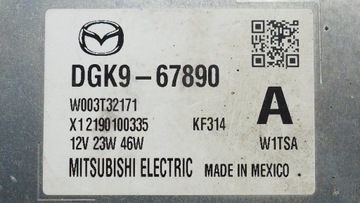 DGK9-67890
W003T32171
X12190100335 KF314
12V 23W 46W
A
W1TSA
MITSUBISHI ELECTRIC MADE IN MEXICO